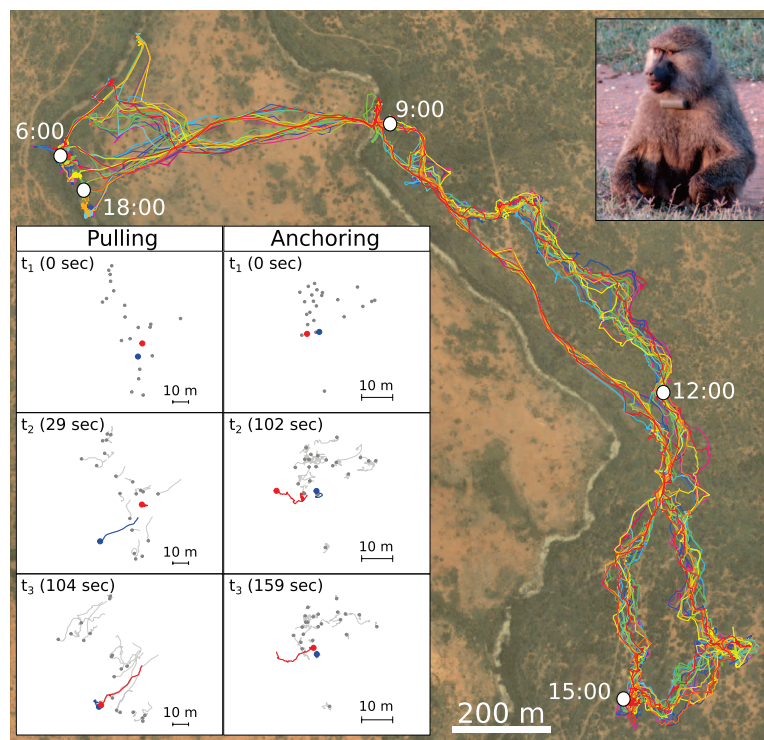 9:00
6:00
18:00
Pulling
Anchoring
t₁ (0 sec)
10 m
t₁ (0 sec)
10 m
t₂ (29 sec)
10 m
t₂ (102 sec)
10 m
t₃ (104 sec)
10 m
t₃ (159 sec)
10 m
12:00
15:00
200 m